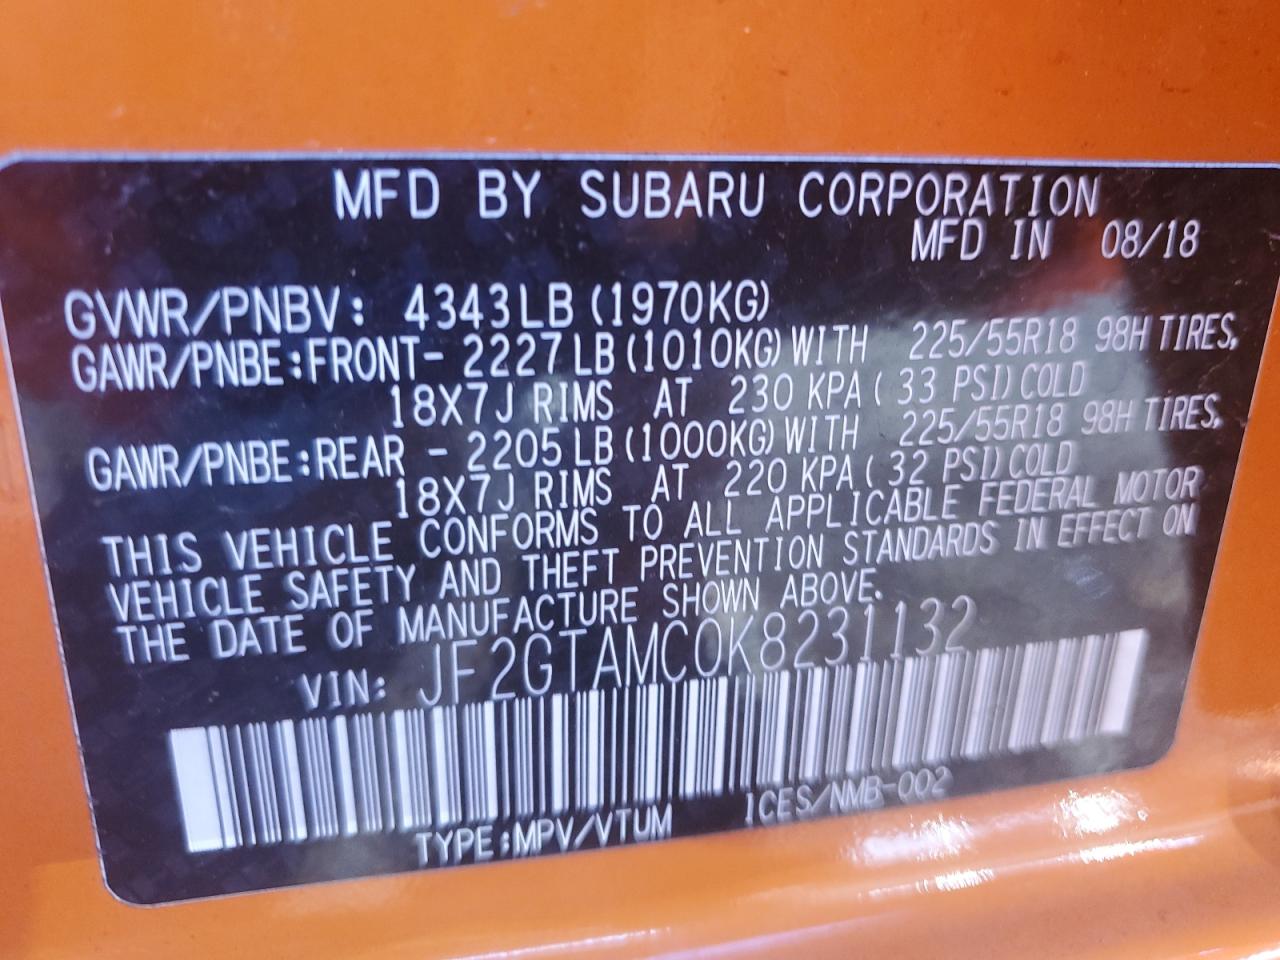 MFD BY SUBARU CORPORATION
MFD IN 08/18
GVWR/PNBV: 4343LB (1970KG)
GAWR/PNBE:FRONT- 2227LB(1010KG)WITH 225/55R18 98H TIRES,
18X7J RIMS AT 230 KPA( 33 PSI)COLD
GAWR/PNBE:REAR - 2205LB(1000KG)WITH 225/55R18 98H TIRES,
18X7J RIMS AT 220 KPA( 32 PSI)COLD
THIS VEHICLE CONFORMS TO ALL APPLICABLE FEDERAL MOTOR
VEHICLE SAFETY AND THEFT PREVENTION STANDARDS IN EFFECT ON
THE DATE OF MANUFACTURE SHOWN ABOVE.
VIN: JF2GTAMC0K8231132
TYPE:MPV/VTUM ICES/NMB-002